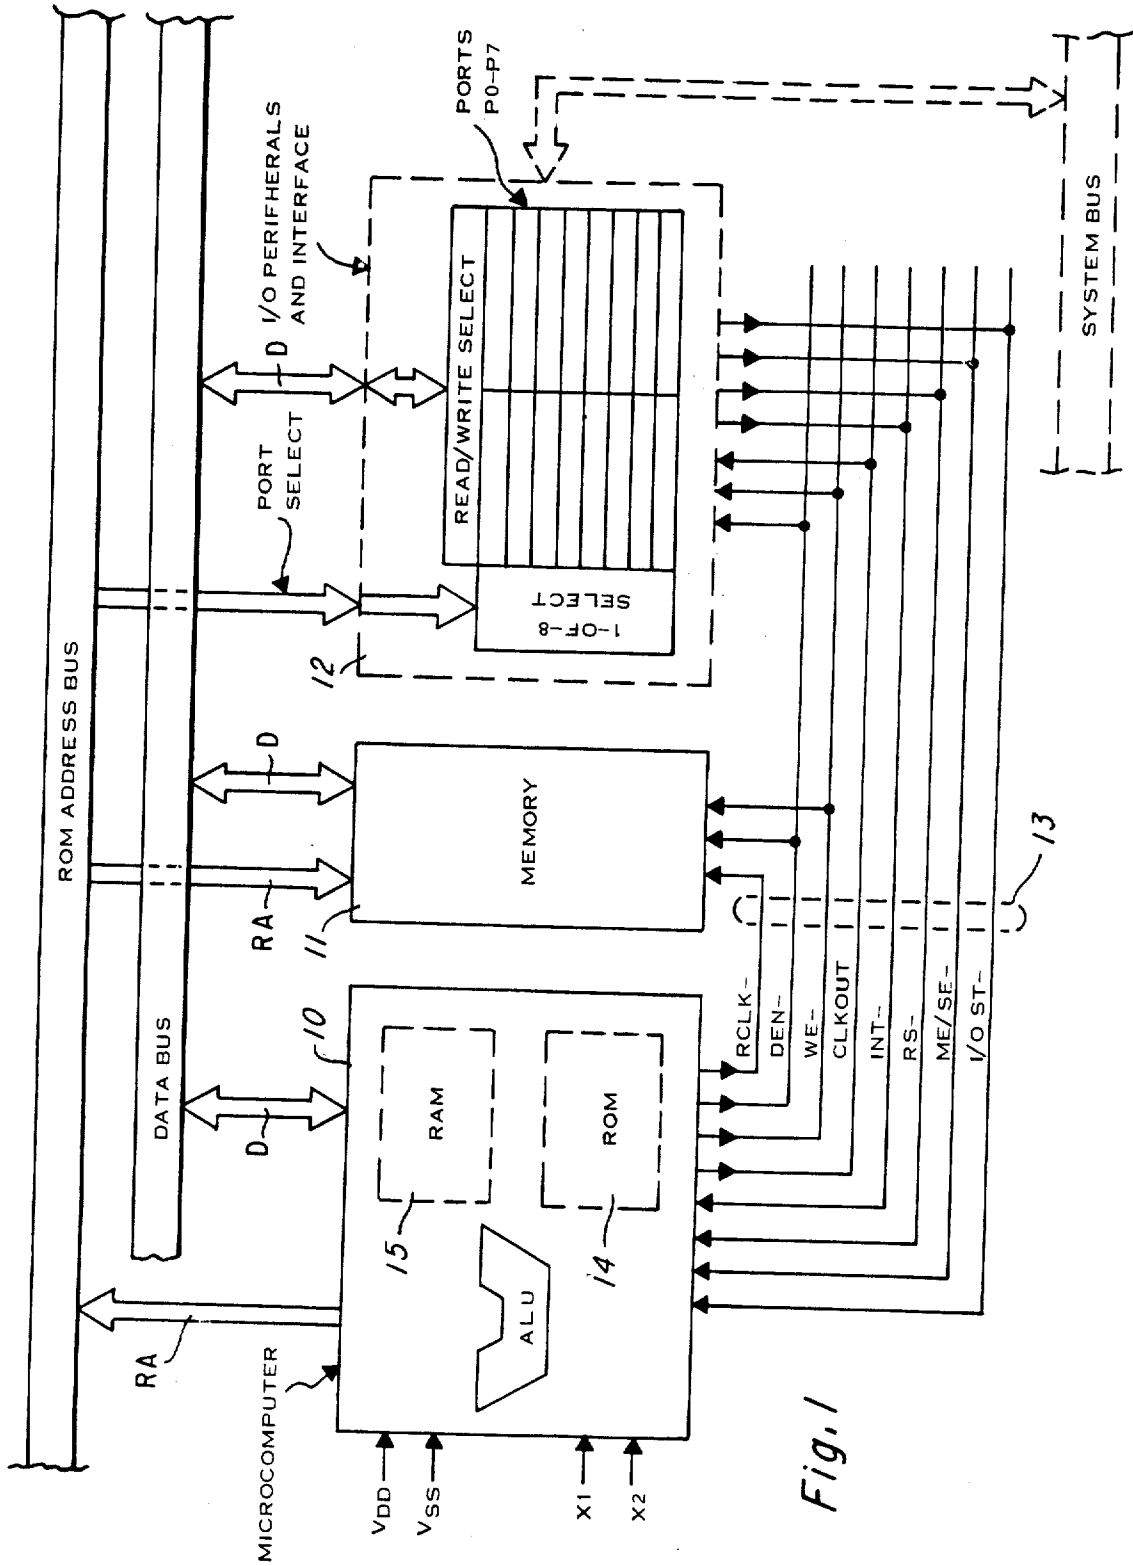 ROM ADDRESS BUS
DATA BUS
RA
D
RA
D
PORT
SELECT
D
I/O PERIFHERALS
AND INTERFACE
PORTS
P0-P7
MICROCOMPUTER
10
15
RAM
14
ROM
ALU
VDD
VSS
X1
X2
11
MEMORY
12
1-OF-8
SELECT
READ/WRITE SELECT
RCLK-
DEN-
WE-
CLKOUT
INT-
RS-
ME/SE-
I/O ST-
13
SYSTEM BUS
Fig. 1